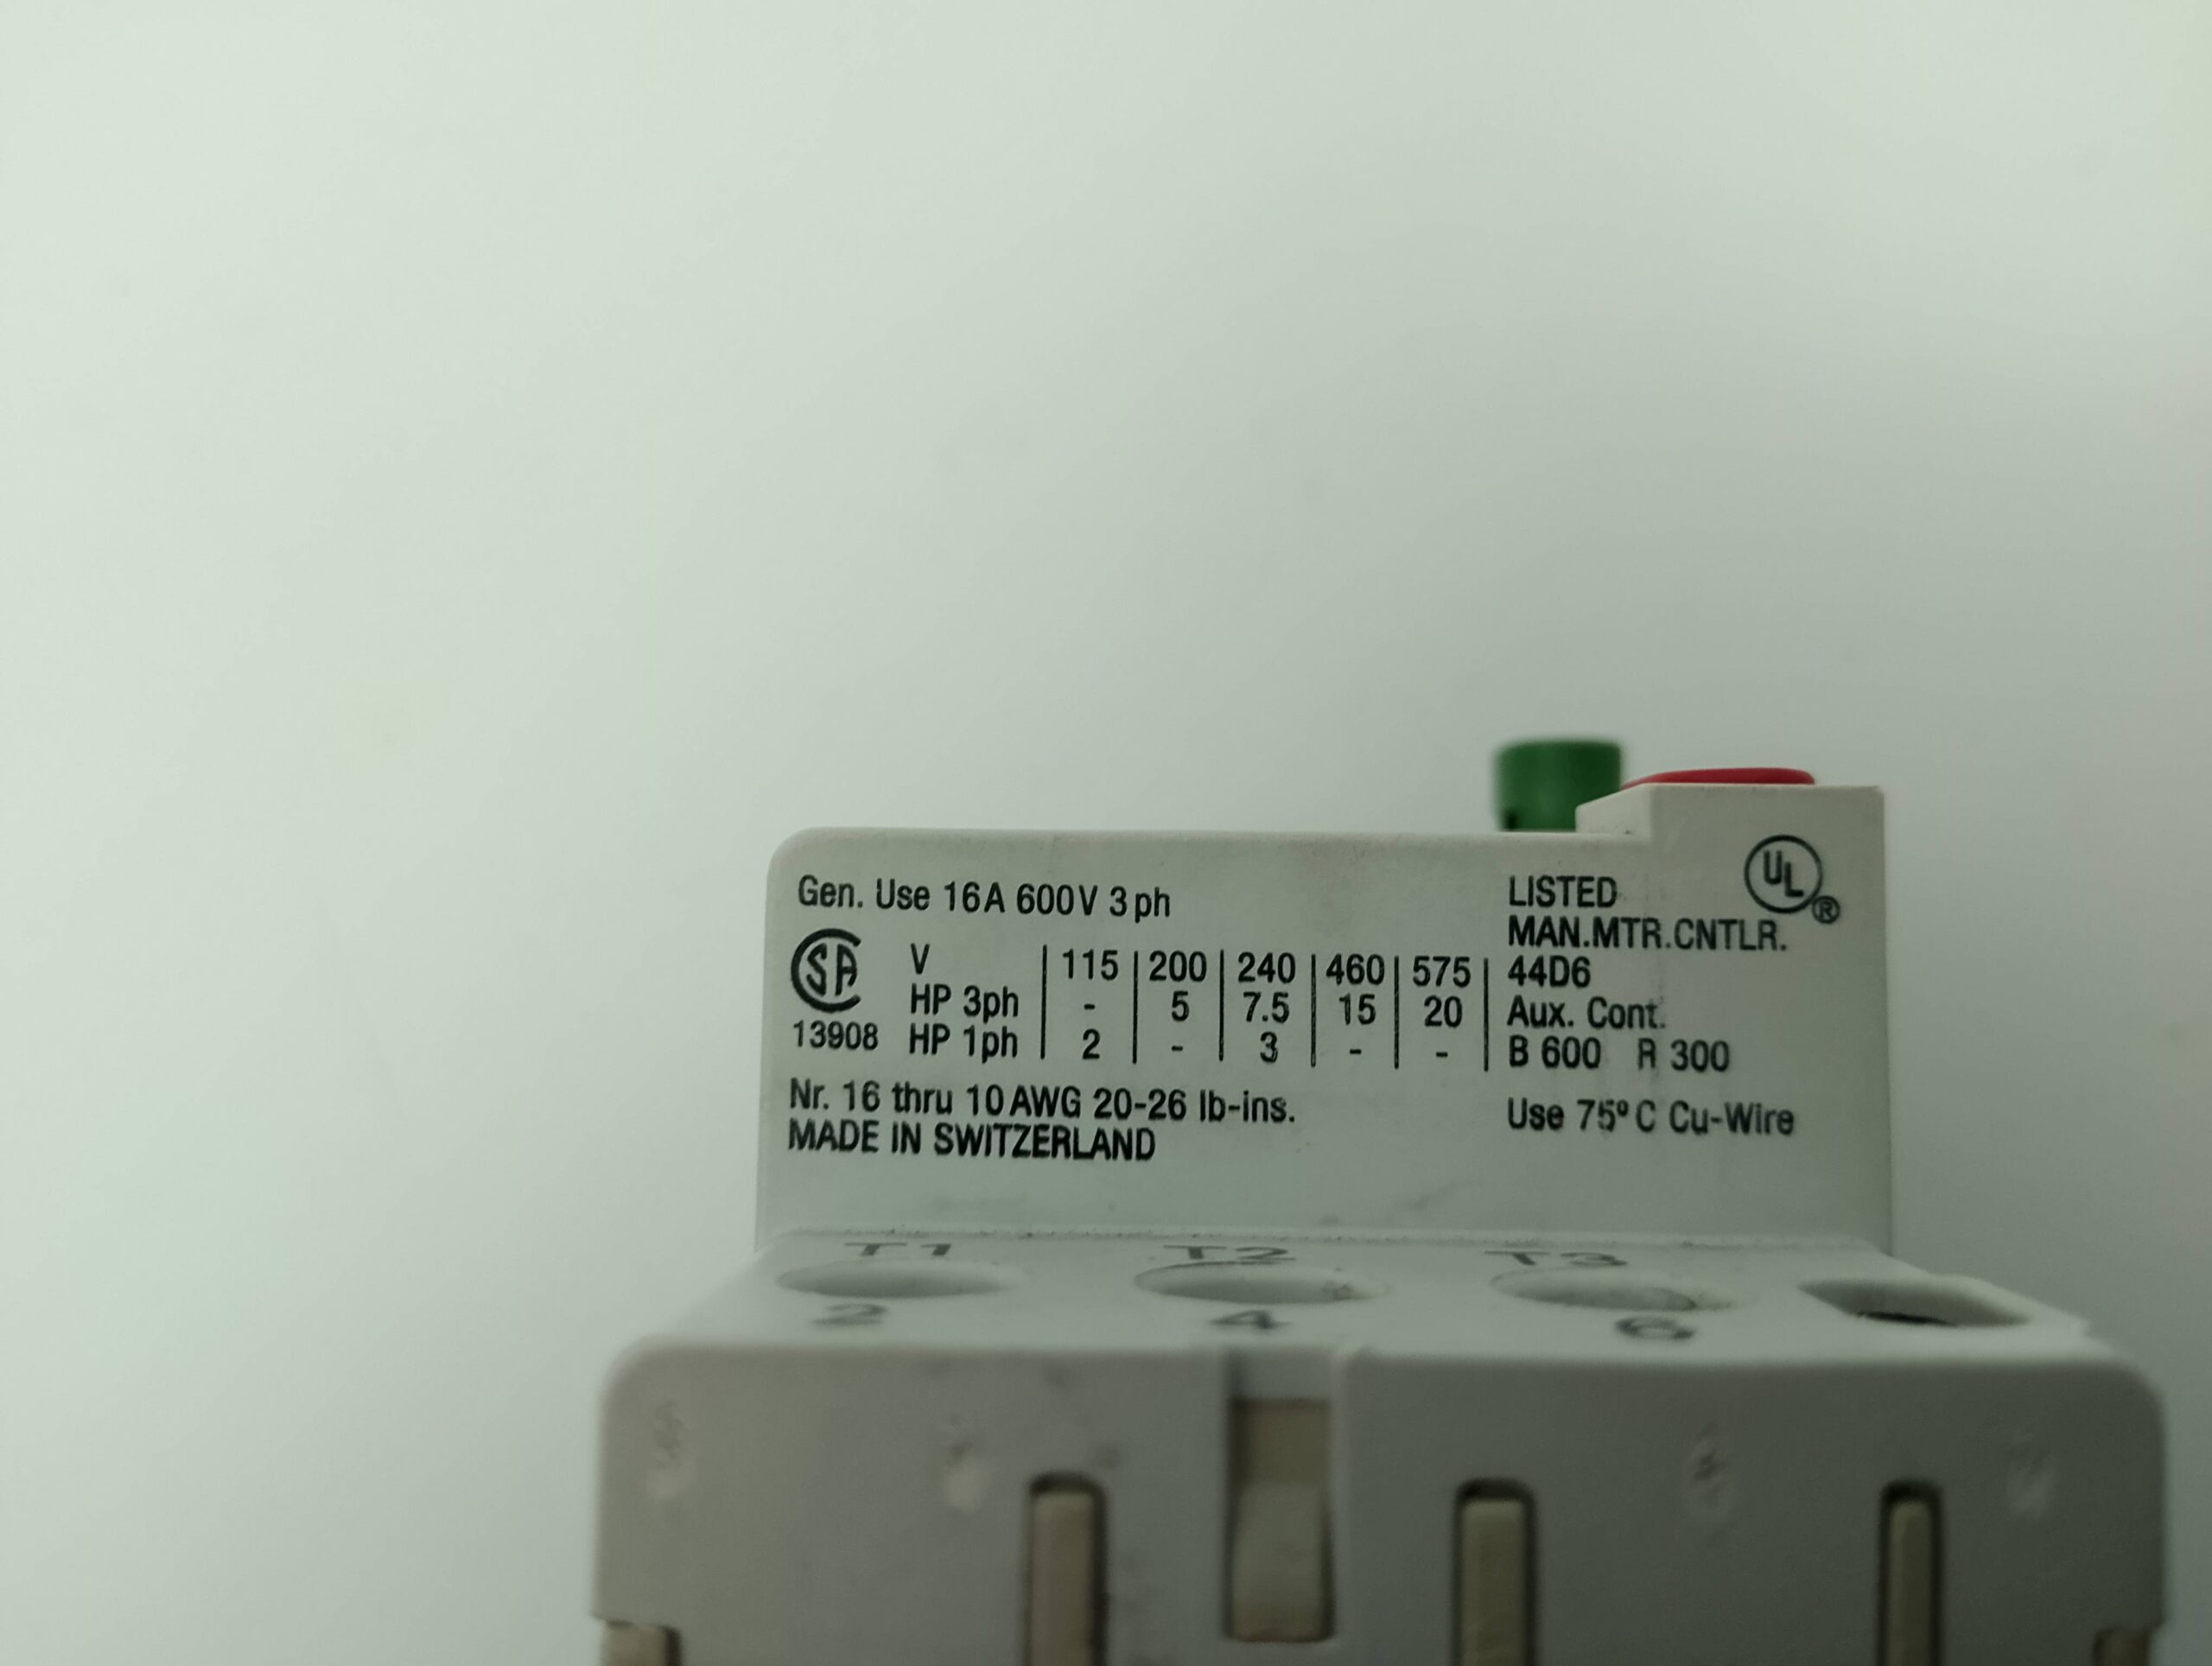 Gen. Use 16A 600V 3ph
SA
13908
V | 115 | 200 | 240 | 460 | 575 |
HP 3ph | - | 5 | 7.5 | 15 | 20 |
HP 1ph | 2 | - | 3 | - | - |
Nr. 16 thru 10 AWG 20-26 lb-ins.
MADE IN SWITZERLAND
UL ®
LISTED
MAN.MTR.CNTLR.
44D6
Aux. Cont.
B 600 R 300
Use 75° C Cu-Wire
T1 T2 T3
2 4 6